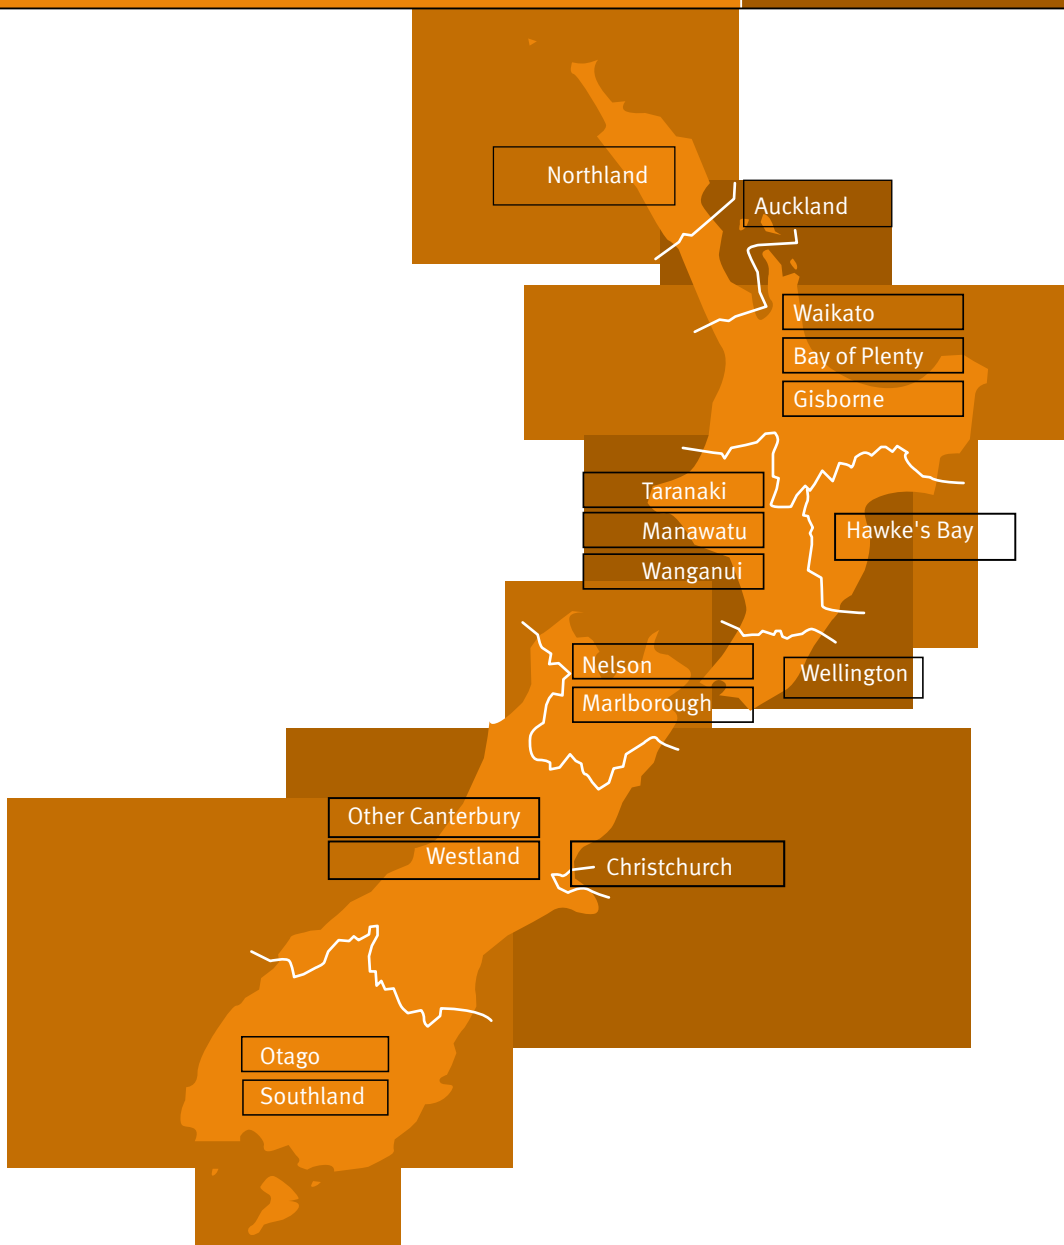 Northland
Auckland
Waikato
Bay of Plenty
Gisborne
Taranaki
Manawatu
Wanganui
Hawke's Bay
Nelson
Marlborough
Wellington
Other Canterbury
Westland
Christchurch
Otago
Southland